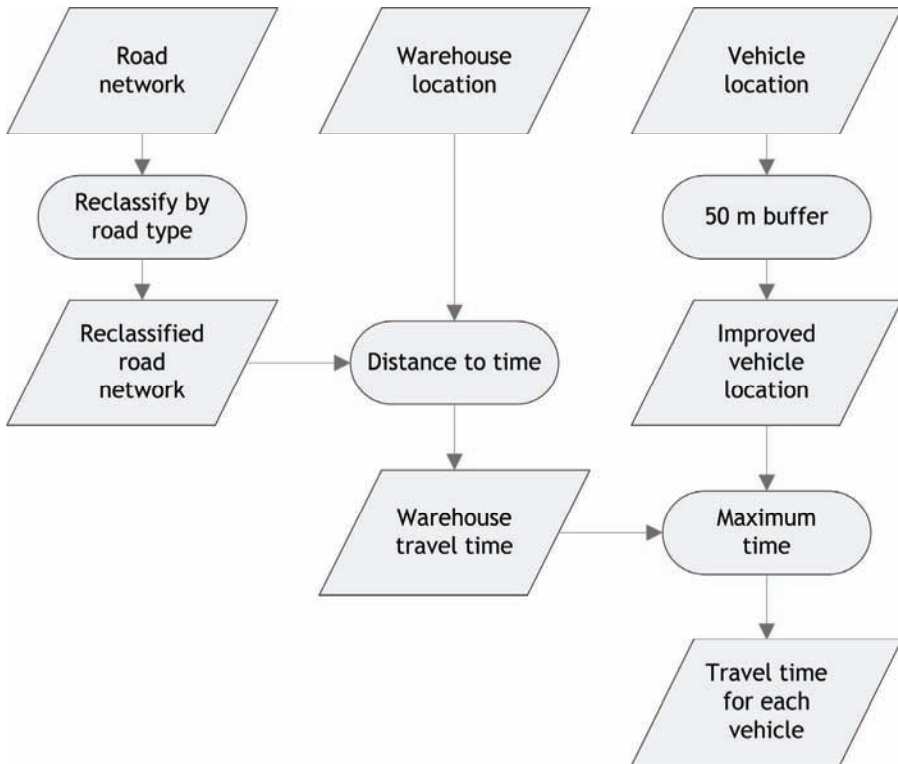 Road
network
Warehouse
location
Vehicle
location
Reclassify by
road type
50 m buffer
Reclassified
road
network
Distance to time
Improved
vehicle
location
Warehouse
travel time
Maximum
time
Travel time
for each
vehicle